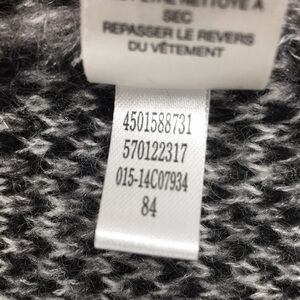 SEC
REPASSER LE REVERS
DU VÊTEMENT
4501588731
570122317
015-14C07934
84